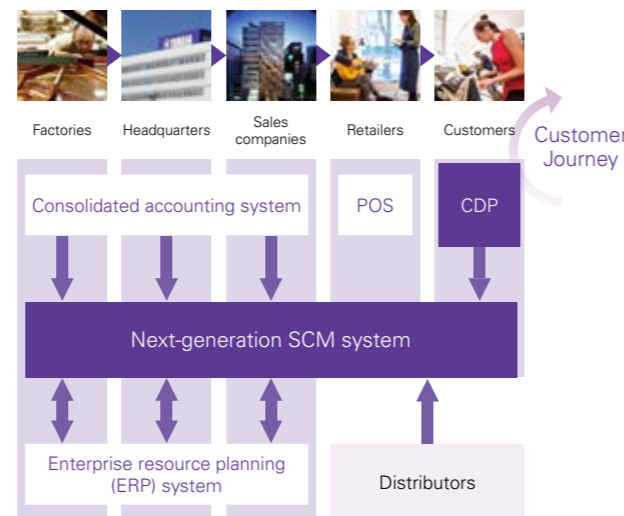 Factories
Headquarters
Sales
companies
Retailers
Customers
Customer
Journey
Consolidated accounting system
POS
CDP
Next-generation SCM system
Enterprise resource planning
(ERP) system
Distributors